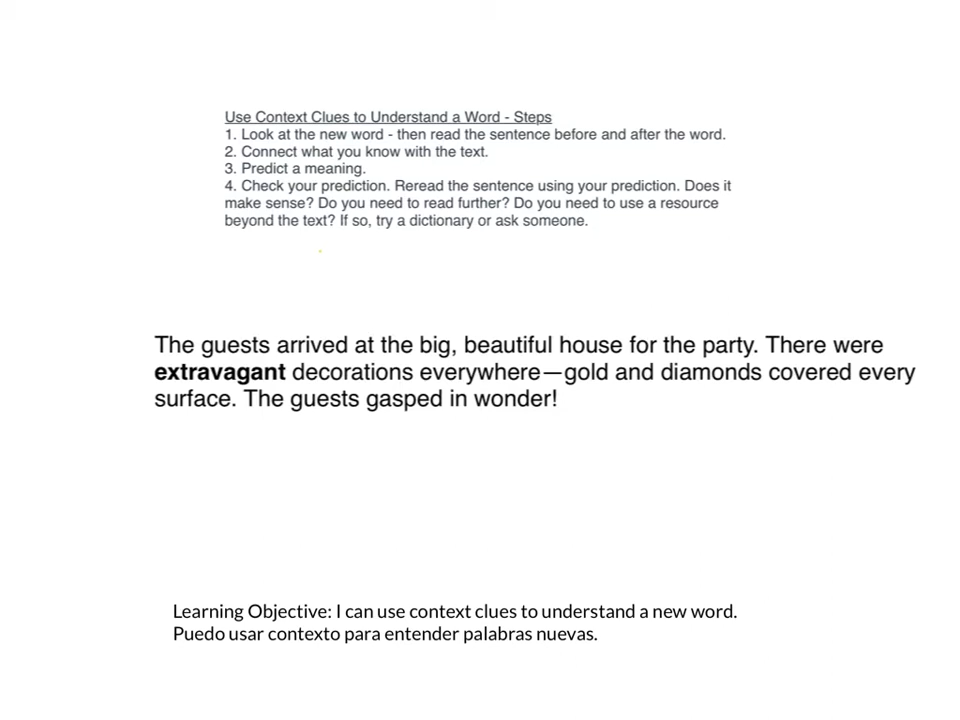 Use Context Clues to Understand a Word - Steps
1. Look at the new word - then read the sentence before and after the word.
2. Connect what you know with the text.
3. Predict a meaning.
4. Check your prediction. Reread the sentence using your prediction. Does it
make sense? Do you need to read further? Do you need to use a resource
beyond the text? If so, try a dictionary or ask someone.
The guests arrived at the big, beautiful house for the party. There were
extravagant decorations everywhere—gold and diamonds covered every
surface. The guests gasped in wonder!
Learning Objective: I can use context clues to understand a new word.
Puedo usar contexto para entender palabras nuevas.